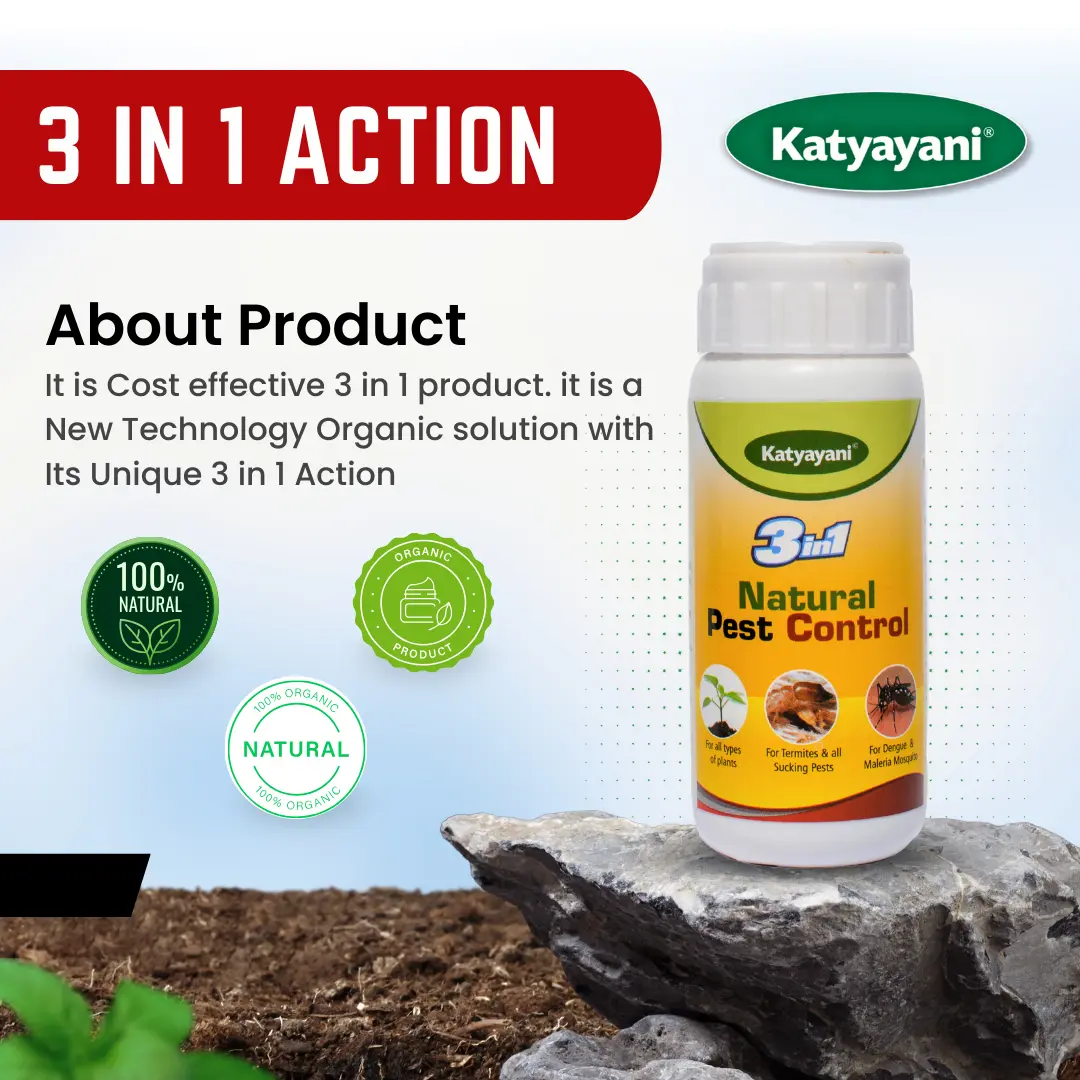 3 IN 1 ACTION
Katyayani®
About Product
It is Cost effective 3 in 1 product. it is a
New Technology Organic solution with
Its Unique 3 in 1 Action
100%
NATURAL
ORGANIC
PRODUCT
100% ORGANIC
NATURAL
100% ORGANIC
Katyayani©
3in1
Natural
Pest Control
For all types
of plants
For Termites & all
Sucking Pests
For Dengue & 
Maleria Mosquito